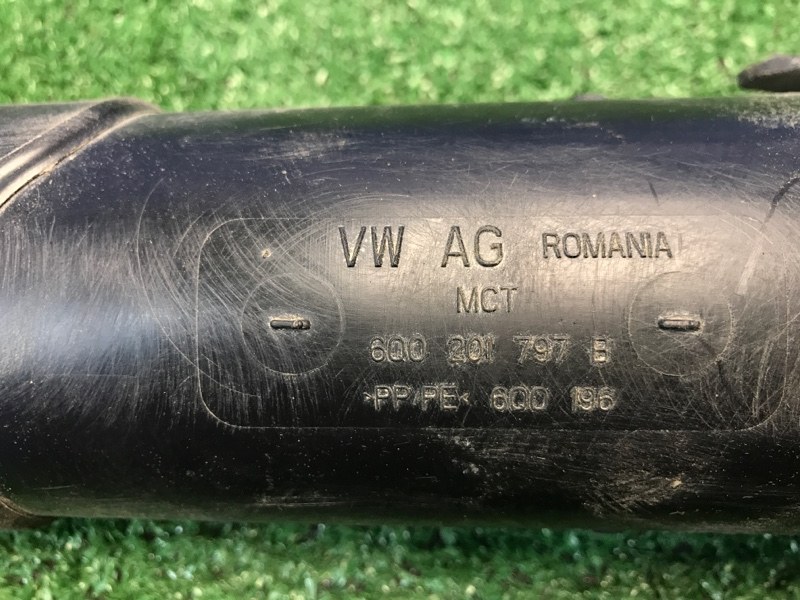 VW AG ROMANIA
MCT
6Q0 201 797 B
>PP/PE< 6Q0 196